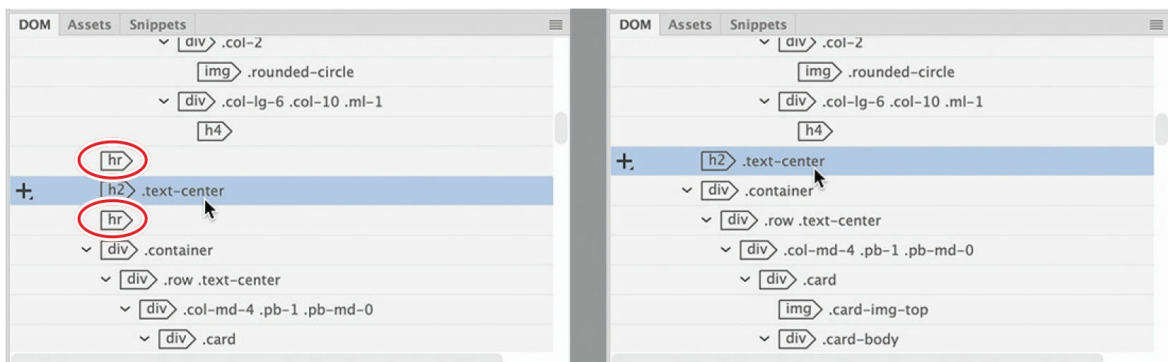 DOM Assets Snippets
div .col-2
img .rounded-circle
div .col-lg-6 .col-10 .ml-1
h4
hr
h2 .text-center
hr
div .container
div .row .text-center
div .col-md-4 .pb-1 .pb-md-0
div .card
DOM Assets Snippets
div .col-2
img .rounded-circle
div .col-lg-6 .col-10 .ml-1
h4
h2 .text-center
div .container
div .row .text-center
div .col-md-4 .pb-1 .pb-md-0
div .card
img .card-img-top
div .card-body